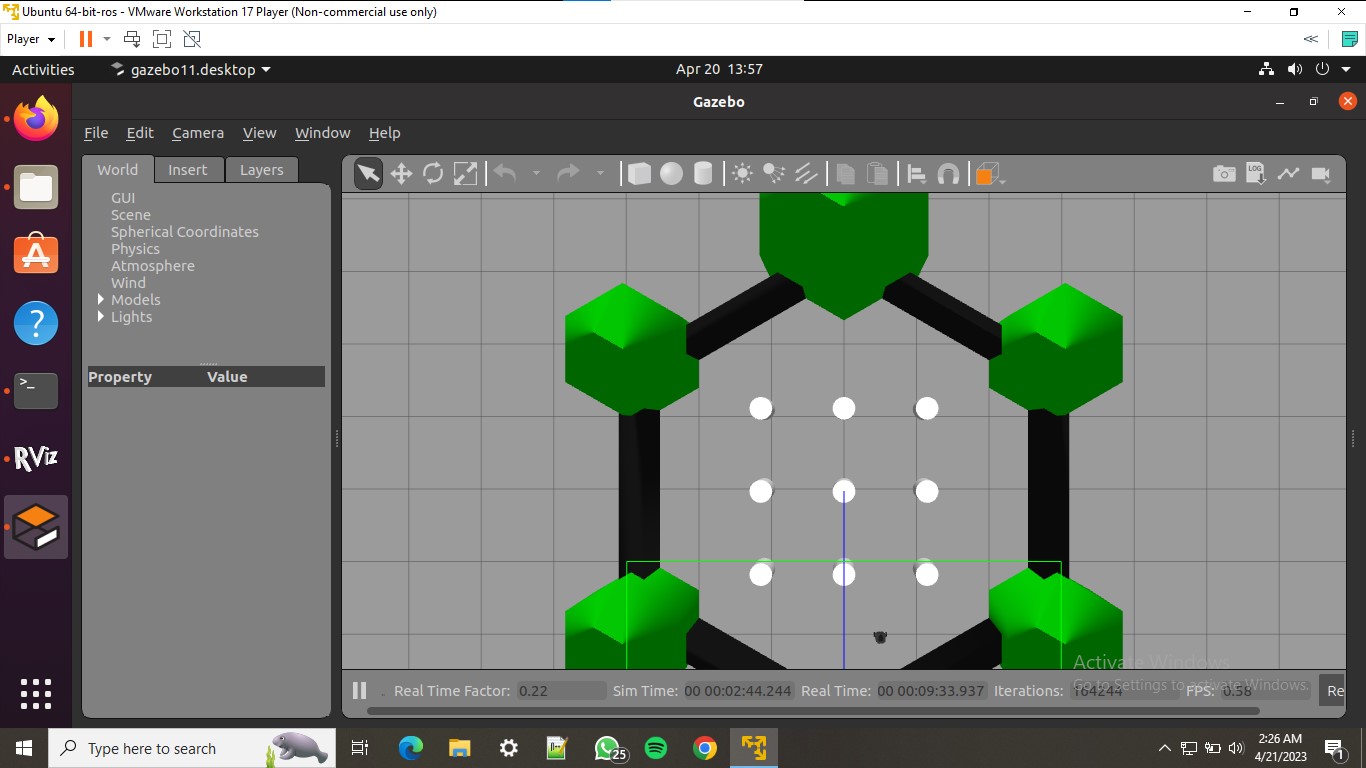 Ubuntu 64-bit-ros - VMware Workstation 17 Player (Non-commercial use only)
Player
Activities
gazebo11.desktop
Apr 20 13:57
Gazebo
File Edit Camera View Window Help
World Insert Layers
LOG
GUI
Scene
Spherical Coordinates
Physics
Atmosphere
Wind
Models
Lights
Property Value
>_
RViz
Activate Windows
Go to Settings to activate Windows.
Real Time Factor: 0.22 Sim Time: 00 00:02:44.244 Real Time: 00 00:09:33.937 Iterations: 164244 FPS: 0.58 Re
Type here to search
25
2:26 AM
4/21/2023
1